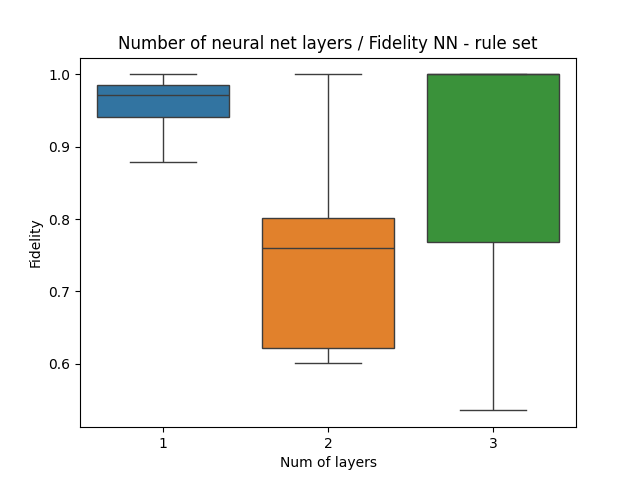 Number of neural net layers / Fidelity NN - rule set
1.0
0.9
0.8
0.7
0.6
Fidelity
1 2 3
Num of layers